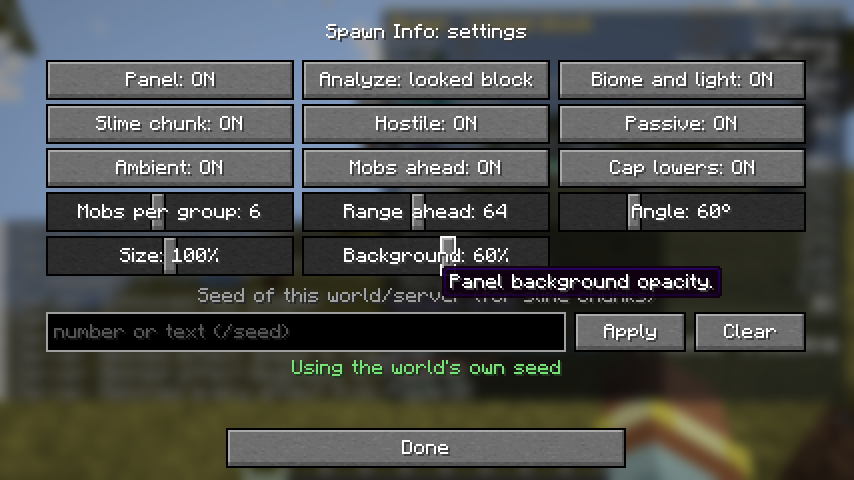 Spawn Info: settings
Panel: ON
Analyze: looked block
Biome and light: ON
Slime chunk: ON
Hostile: ON
Passive: ON
Ambient: ON
Mobs ahead: ON
Cap lowers: ON
Mobs per group: 6
Range ahead: 64
Angle: 60°
Size: 100%
Background: 60%
Panel background opacity.
Seed of this world/server (for slime chunks)
number or text (/seed)
Apply
Clear
Using the world's own seed
Done